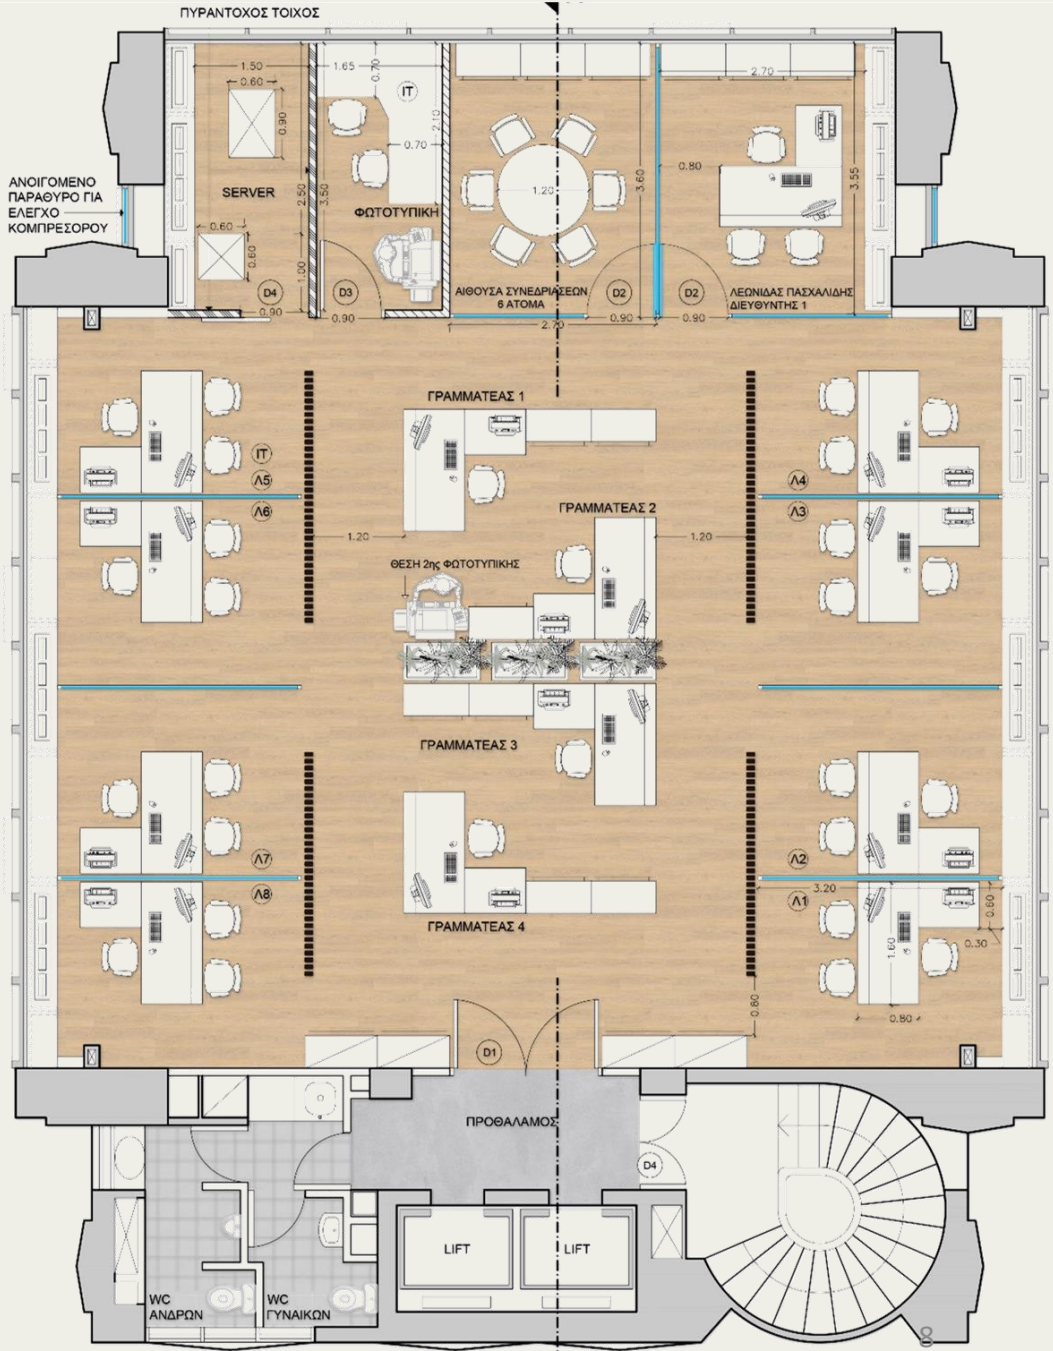 ΠΥΡΑΝΤΟΧΟΣ ΤΟΙΧΟΣ
1.50
1.65
0.70
0.60
IT
2.70
0.90
2.10
0.70
0.80
1.20
3.60
3.55
ΑΝΟΙΓΟΜΕΝΟ
ΠΑΡΑΘΥΡΟ ΓΙΑ
ΕΛΕΓΧΟ
ΚΟΜΠΡΕΣΟΡΟΥ
SERVER
2.50
3.50
ΦΩΤΟΤΥΠΙΚΗ
0.60
0.60
1.00
D4
D3
ΑΙΘΟΥΣΑ ΣΥΝΕΔΡΙΑΣΕΩΝ
6 ΑΤΟΜΑ
D2
D2
ΛΕΩΝΙΔΑΣ ΠΑΣΧΑΛΙΔΗΣ
ΔΙΕΥΘΥΝΤΗΣ 1
0.90
0.90
2.70
0.90
0.90
ΓΡΑΜΜΑΤΕΑΣ 1
IT
Λ5
Λ4
Λ6
Λ3
ΓΡΑΜΜΑΤΕΑΣ 2
1.20
1.20
ΘΕΣΗ 2ης ΦΩΤΟΤΥΠΙΚΗΣ
ΓΡΑΜΜΑΤΕΑΣ 3
Λ7
Λ2
Λ8
Λ1
3.20
0.60
ΓΡΑΜΜΑΤΕΑΣ 4
1.60
0.30
0.80
0.80
D1
ΠΡΟΘΑΛΑΜΟΣ
D4
LIFT
LIFT
WC
ΑΝΔΡΩΝ
WC
ΓΥΝΑΙΚΩΝ
8